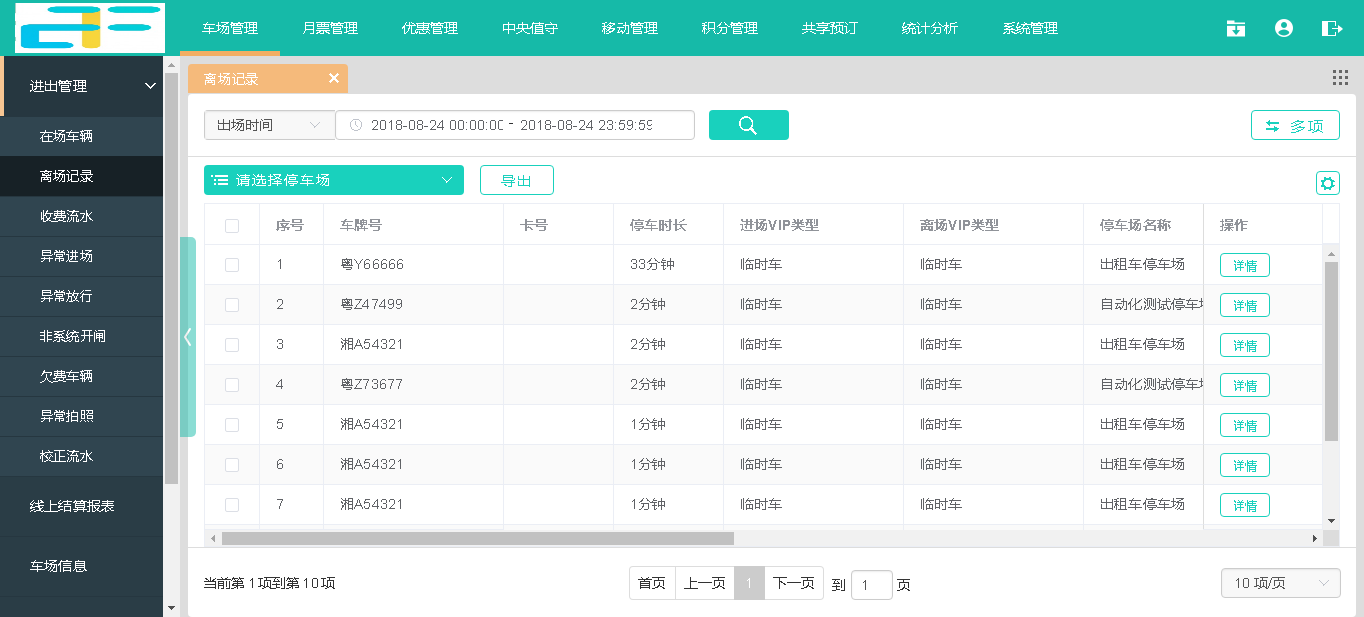 车场管理 月票管理 优惠管理 中央值守 移动管理 积分管理 共享预订 统计分析 系统管理
进出管理
在场车辆
离场记录
收费流水
异常进场
异常放行
非系统开闸
欠费车辆
异常拍照
校正流水
线上结算报表
车场信息
离场记录
出场时间 2018-08-24 00:00:00 - 2018-08-24 23:59:59 多项
请选择停车场 导出
序号 车牌号 卡号 停车时长 进场VIP类型 离场VIP类型 停车场名称 操作
1 粤Y66666 33分钟 临时车 临时车 出租车停车场 详情
2 粤Z47499 2分钟 临时车 临时车 自动化测试停车 详情
3 湘A54321 2分钟 临时车 临时车 出租车停车场 详情
4 粤Z73677 2分钟 临时车 临时车 自动化测试停车 详情
5 湘A54321 1分钟 临时车 临时车 出租车停车场 详情
6 湘A54321 1分钟 临时车 临时车 出租车停车场 详情
7 湘A54321 1分钟 临时车 临时车 出租车停车场 详情
当前第 1项到第 10项 首页 上一页 1 下一页 到 1 页 10 项/页